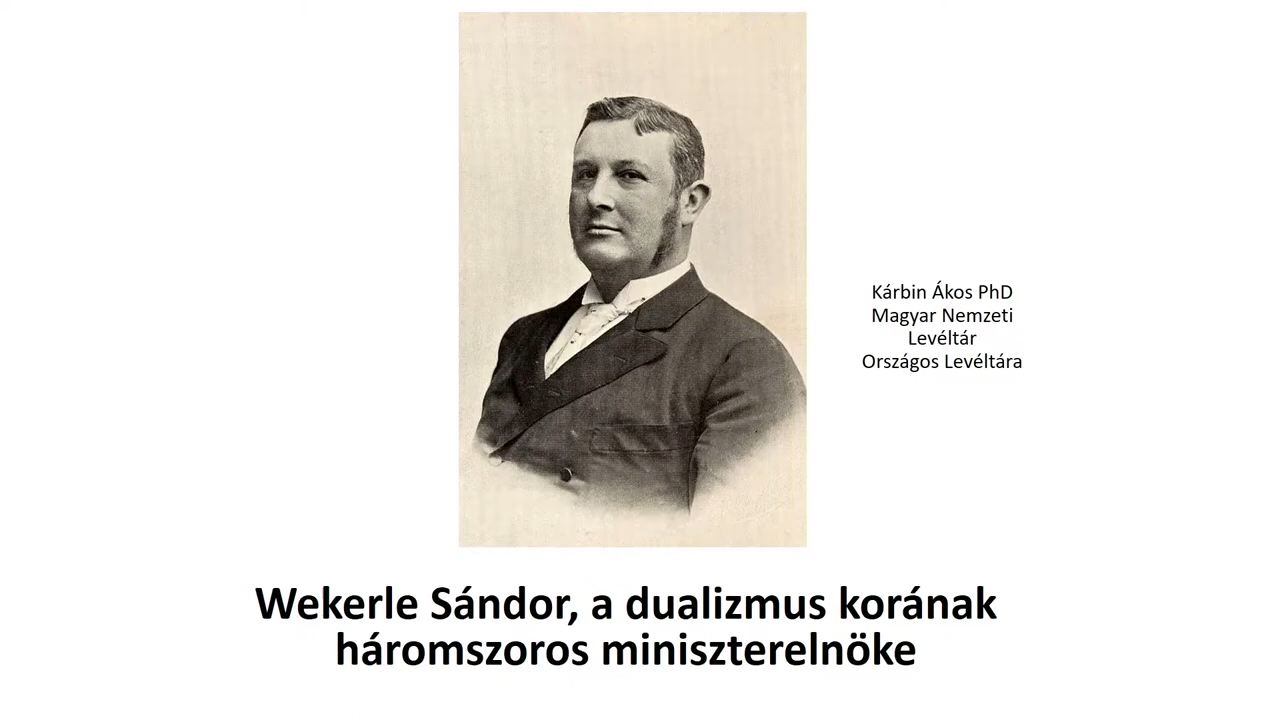 Kárbin Ákos PhD
Magyar Nemzeti
Levéltár
Országos Levéltára
Wekerle Sándor, a dualizmus korának
háromszoros miniszterelnöke